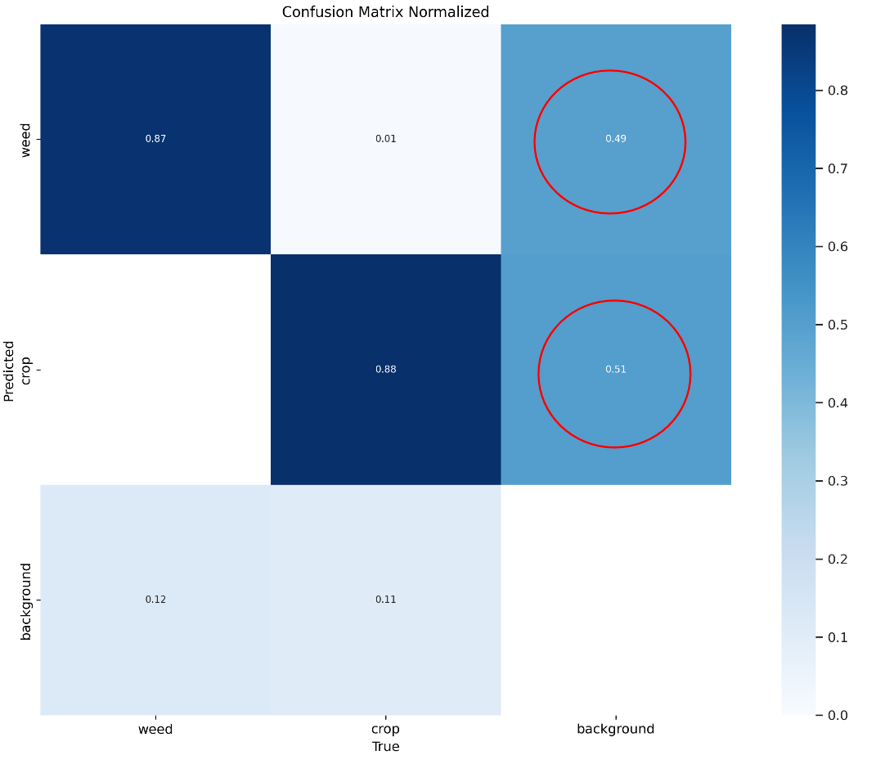 Confusion Matrix Normalized
weed
0.87
0.01
0.49
0.8
0.7
0.6
Predicted
crop
0.88
0.51
0.5
0.4
0.3
background
0.12
0.11
0.2
0.1
0.0
weed
crop
background
True